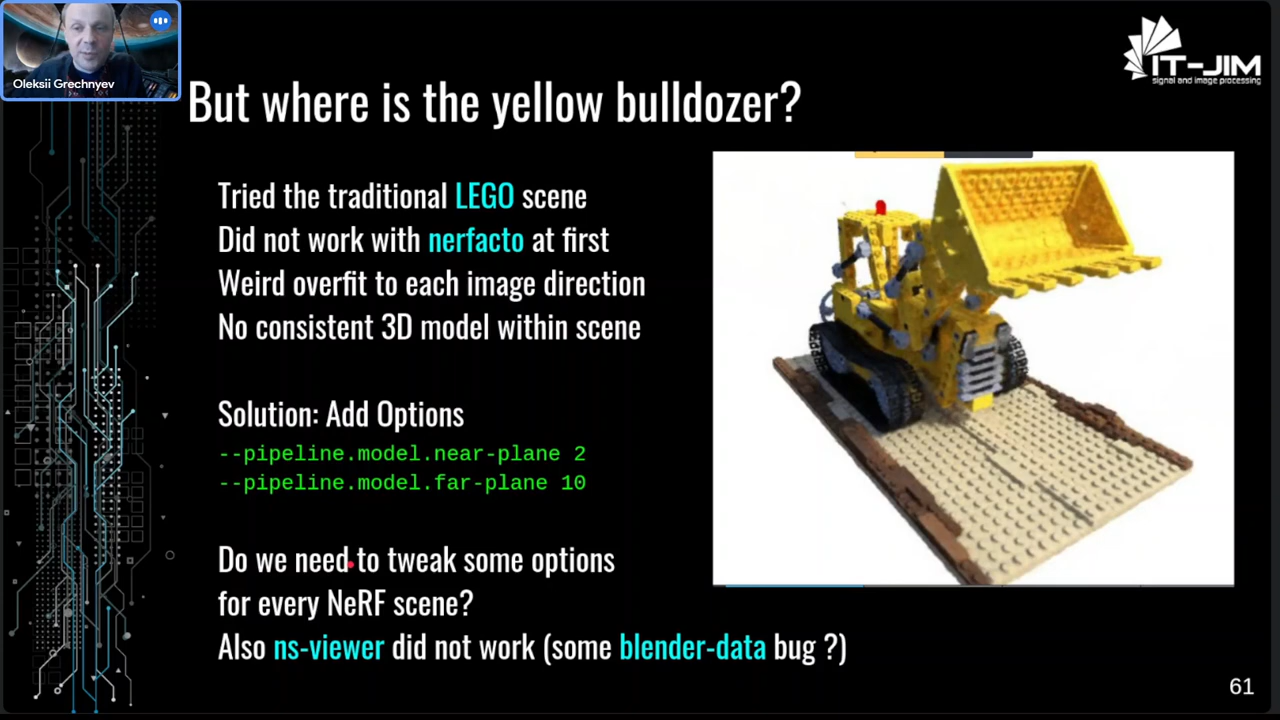 Oleksii Grechnyev
IT-JIM
signal and image processing
But where is the yellow bulldozer?
Tried the traditional LEGO scene
Did not work with nerfacto at first
Weird overfit to each image direction
No consistent 3D model within scene
Solution: Add Options
--pipeline.model.near-plane 2
--pipeline.model.far-plane 10
Do we need to tweak some options
for every NeRF scene?
Also ns-viewer did not work (some blender-data bug ?)
61